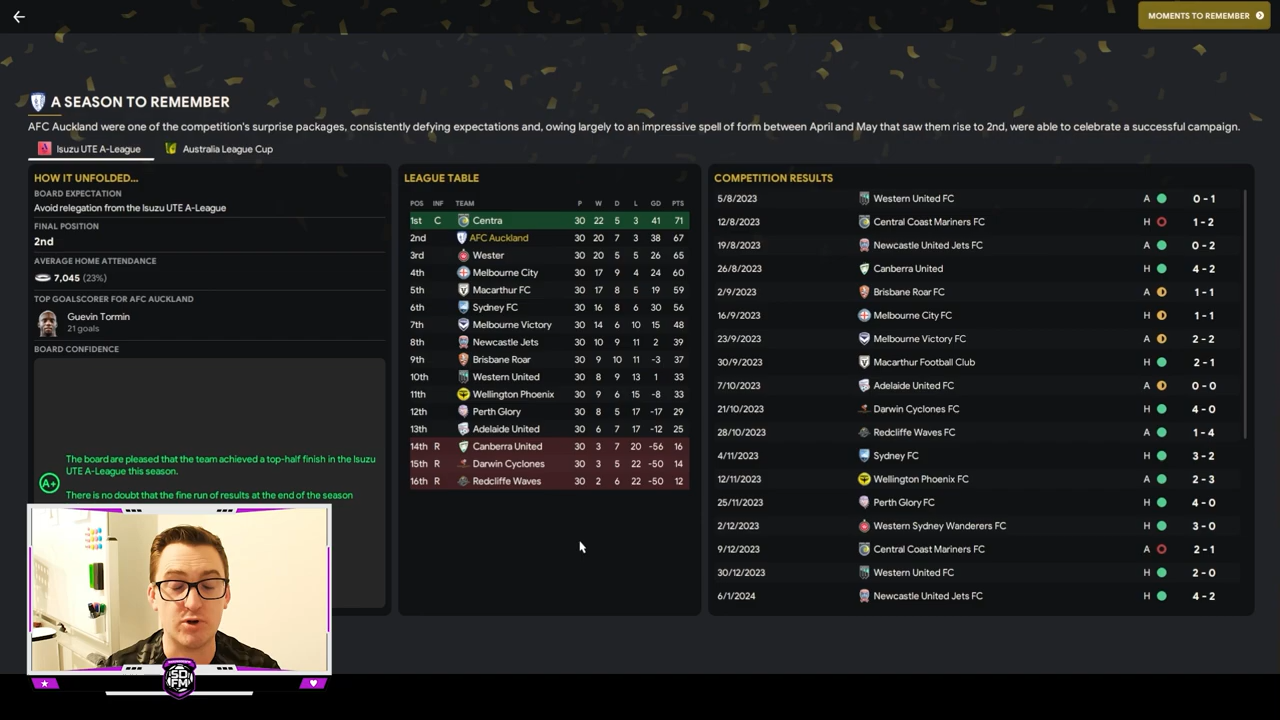 MOMENTS TO REMEMBER
A SEASON TO REMEMBER
AFC Auckland were one of the competition's surprise packages, consistently defying expectations and, owing largely to an impressive spell of form between April and May that saw them rise to 2nd, were able to celebrate a successful campaign.
Isuzu UTE A-League Australia League Cup
HOW IT UNFOLDED...
BOARD EXPECTATION
Avoid relegation from the Isuzu UTE A-League
FINAL POSITION
2nd
AVERAGE HOME ATTENDANCE
7,045 (23%)
TOP GOALSCORER FOR AFC AUCKLAND
Guevin Tormin
21 goals
BOARD CONFIDENCE
The board are pleased that the team achieved a top-half finish in the Isuzu
UTE A-League this season.
A+
There is no doubt that the fine run of results at the end of the season
SD
FM
LEAGUE TABLE
POS INF TEAM P W D L GD PTS
1st C Centra 30 22 5 3 41 71
2nd AFC Auckland 30 20 7 3 38 67
3rd Wester 30 20 5 5 26 65
4th Melbourne City 30 17 9 4 24 60
5th Macarthur FC 30 17 8 5 19 59
6th Sydney FC 30 16 8 6 30 56
7th Melbourne Victory 30 14 6 10 15 48
8th Newcastle Jets 30 10 9 11 2 39
9th Brisbane Roar 30 9 10 11 -3 37
10th Western United 30 8 9 13 1 33
11th Wellington Phoenix 30 9 6 15 -8 33
12th Perth Glory 30 8 5 17 -17 29
13th Adelaide United 30 6 7 17 -12 25
14th R Canberra United 30 3 7 20 -56 16
15th R Darwin Cyclones 30 3 5 22 -50 14
16th R Redcliffe Waves 30 2 6 22 -50 12
COMPETITION RESULTS
5/8/2023 Western United FC A 0 - 1
12/8/2023 Central Coast Mariners FC H 1 - 2
19/8/2023 Newcastle United Jets FC A 0 - 2
26/8/2023 Canberra United H 4 - 2
2/9/2023 Brisbane Roar FC A 1 - 1
16/9/2023 Melbourne City FC H 1 - 1
23/9/2023 Melbourne Victory FC A 2 - 2
30/9/2023 Macarthur Football Club H 2 - 1
7/10/2023 Adelaide United FC A 0 - 0
21/10/2023 Darwin Cyclones FC H 4 - 0
28/10/2023 Redcliffe Waves FC A 1 - 4
4/11/2023 Sydney FC H 3 - 2
12/11/2023 Wellington Phoenix FC A 2 - 3
25/11/2023 Perth Glory FC H 4 - 0
2/12/2023 Western Sydney Wanderers FC H 3 - 0
9/12/2023 Central Coast Mariners FC A 2 - 1
30/12/2023 Western United FC H 2 - 0
6/1/2024 Newcastle United Jets FC H 4 - 2